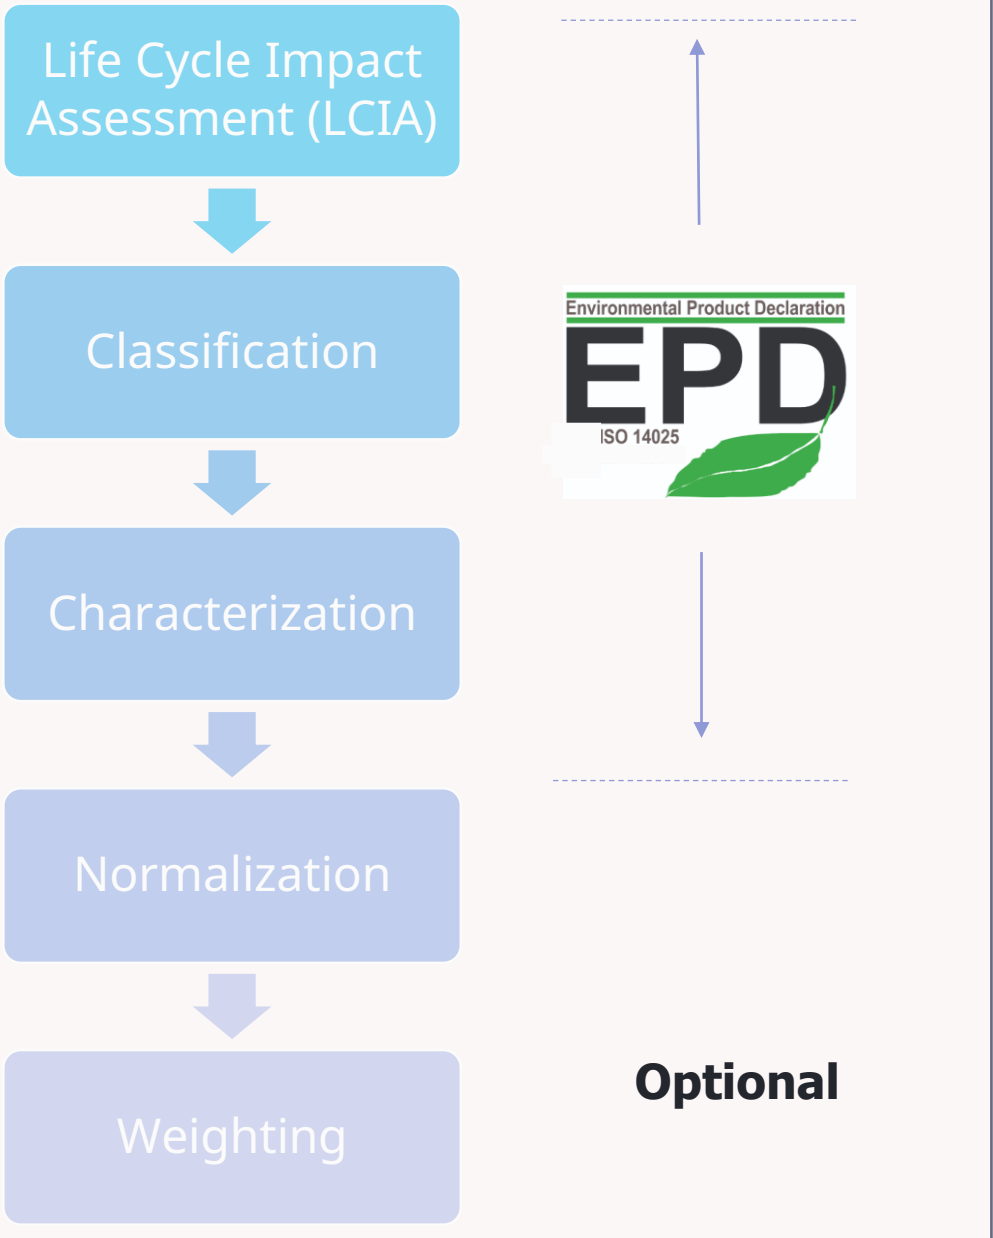 Life Cycle Impact
Assessment (LCIA)
Classification
Characterization
Normalization
Weighting
Environmental Product Declaration
EPD
ISO 14025
Optional